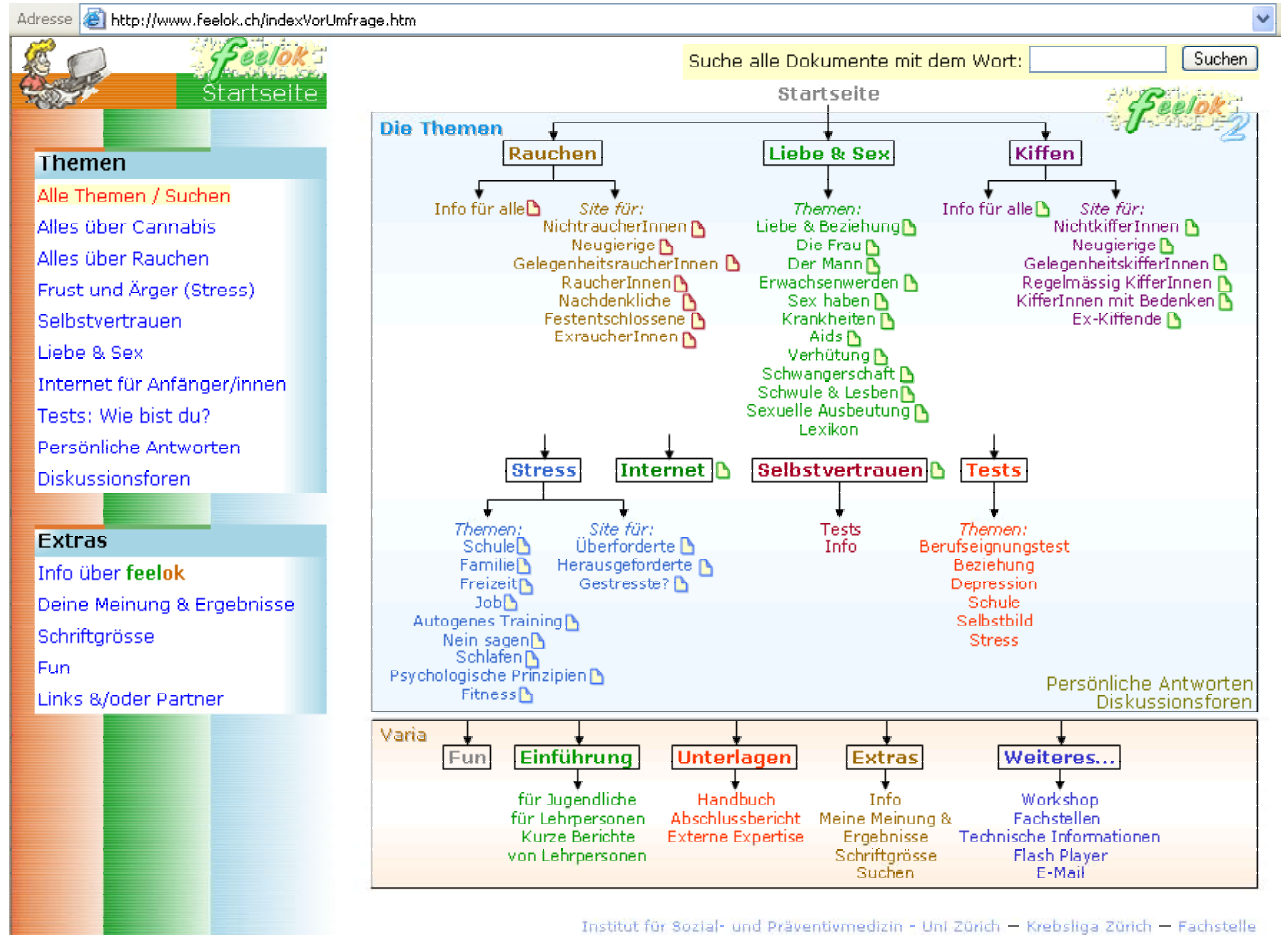 Adresse http://www.feelok.ch/indexVorUmfrage.htm
feelok
Startseite
Suche alle Dokumente mit dem Wort: Suchen
Startseite
feelok 2
Themen
Alle Themen / Suchen
Alles über Cannabis
Alles über Rauchen
Frust und Ärger (Stress)
Selbstvertrauen
Liebe & Sex
Internet für Anfänger/innen
Tests: Wie bist du?
Persönliche Antworten
Diskussionsforen
Extras
Info über feelok
Deine Meinung & Ergebnisse
Schriftgrösse
Fun
Links &/oder Partner
Die Themen
Rauchen
Info für alle
Site für:
NichtraucherInnen
Neugierige
GelegenheitsraucherInnen
RaucherInnen
Nachdenkliche
Festentschlossene
ExraucherInnen
Liebe & Sex
Themen:
Liebe & Beziehung
Die Frau
Der Mann
Erwachsenwerden
Sex haben
Krankheiten
Aids
Verhütung
Schwangerschaft
Schwule & Lesben
Sexuelle Ausbeutung
Lexikon
Kiffen
Info für alle
Site für:
NichtkifferInnen
Neugierige
GelegenheitskifferInnen
Regelmässig KifferInnen
KifferInnen mit Bedenken
Ex-Kiffende
Stress
Themen:
Schule
Familie
Freizeit
Job
Autogenes Training
Nein sagen
Schlafen
Psychologische Prinzipien
Fitness
Site für:
Überforderte
Herausgeforderte
Gestresste?
Internet
Selbstvertrauen
Tests
Info
Tests
Themen:
Berufseignungstest
Beziehung
Depression
Schule
Selbstbild
Stress
Persönliche Antworten
Diskussionsforen
Varia
Fun
Einführung
für Jugendliche
für Lehrpersonen
Kurze Berichte
von Lehrpersonen
Unterlagen
Handbuch
Abschlussbericht
Externe Expertise
Extras
Info
Meine Meinung &
Ergebnisse
Schriftgrösse
Suchen
Weiteres...
Workshop
Fachstellen
Technische Informationen
Flash Player
E-Mail
Institut für Sozial- und Präventivmedizin - Uni Zürich — Krebsliga Zürich — Fachstelle